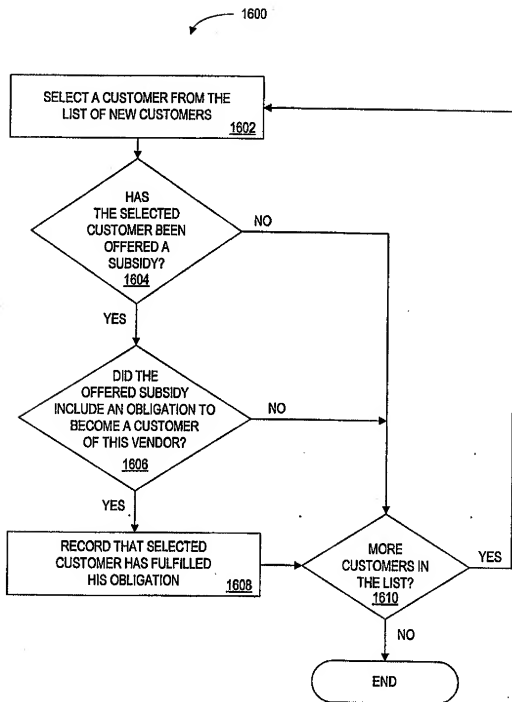 1600
SELECT A CUSTOMER FROM THE
LIST OF NEW CUSTOMERS
1602
HAS
THE SELECTED
CUSTOMER BEEN
OFFERED A
SUBSIDY?
1604
NO
YES
DID THE
OFFERED SUBSIDY
INCLUDE AN OBLIGATION TO
BECOME A CUSTOMER
OF THIS VENDOR?
1606
NO
YES
RECORD THAT SELECTED
CUSTOMER HAS FULFILLED
HIS OBLIGATION
1608
MORE
CUSTOMERS IN
THE LIST?
1610
YES
NO
END